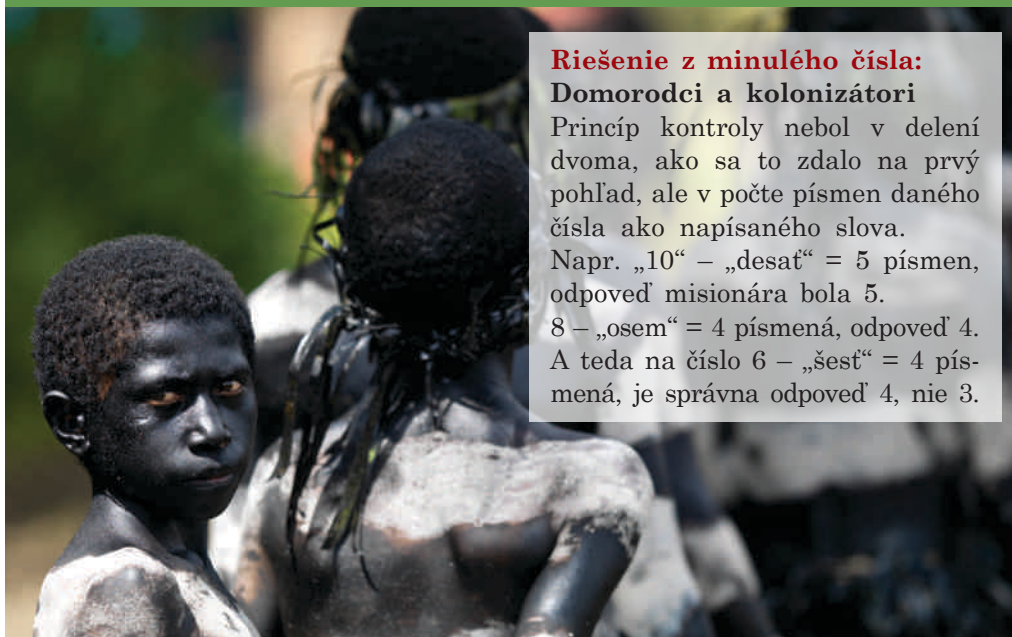 Riešenie z minulého čísla:
Domorodci a kolonizátori
Princíp kontroly nebol v delení
dvoma, ako sa to zdalo na prvý
pohľad, ale v počte písmen daného
čísla ako napísaného slova.
Napr. „10“ – „desať“ = 5 písmen,
odpoveď misionára bola 5.
8 – „osem“ = 4 písmená, odpoveď 4.
A teda na číslo 6 – „šesť“ = 4 pís-
mená, je správna odpoveď 4, nie 3.